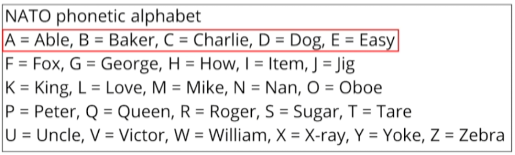 NATO phonetic alphabet
A = Able, B = Baker, C = Charlie, D = Dog, E = Easy
F = Fox, G = George, H = How, I = Item, J = Jig
K = King, L = Love, M = Mike, N = Nan, O = Oboe
P = Peter, Q = Queen, R = Roger, S = Sugar, T = Tare
U = Uncle, V = Victor, W = William, X = X-ray, Y = Yoke, Z = Zebra